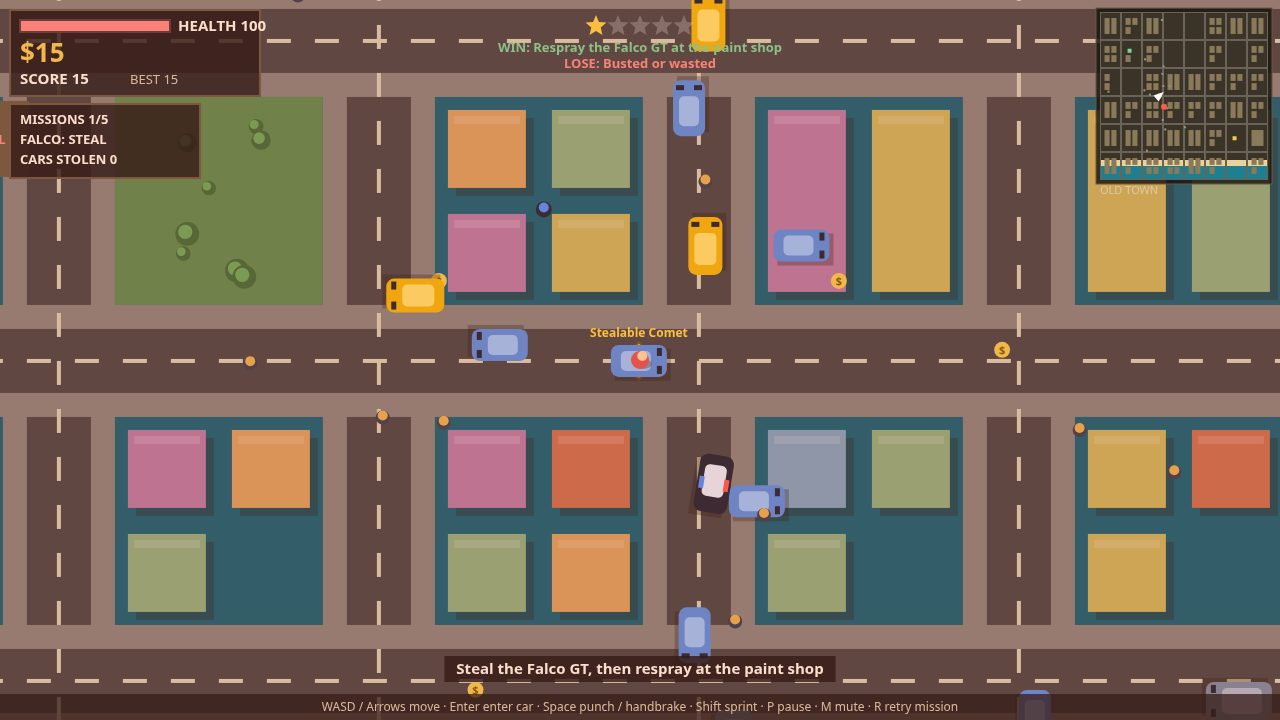 HEALTH 100
$15
SCORE 15 BEST 15
MISSIONS 1/5
FALCO: STEAL
CARS STOLEN 0
WIN: Respray the Falco GT at the paint shop
LOSE: Busted or wasted
OLD TOWN
$
$
Stealable Comet
$
Steal the Falco GT, then respray at the paint shop
$
WASD / Arrows move · Enter enter car · Space punch / handbrake · Shift sprint · P pause · M mute · R retry mission